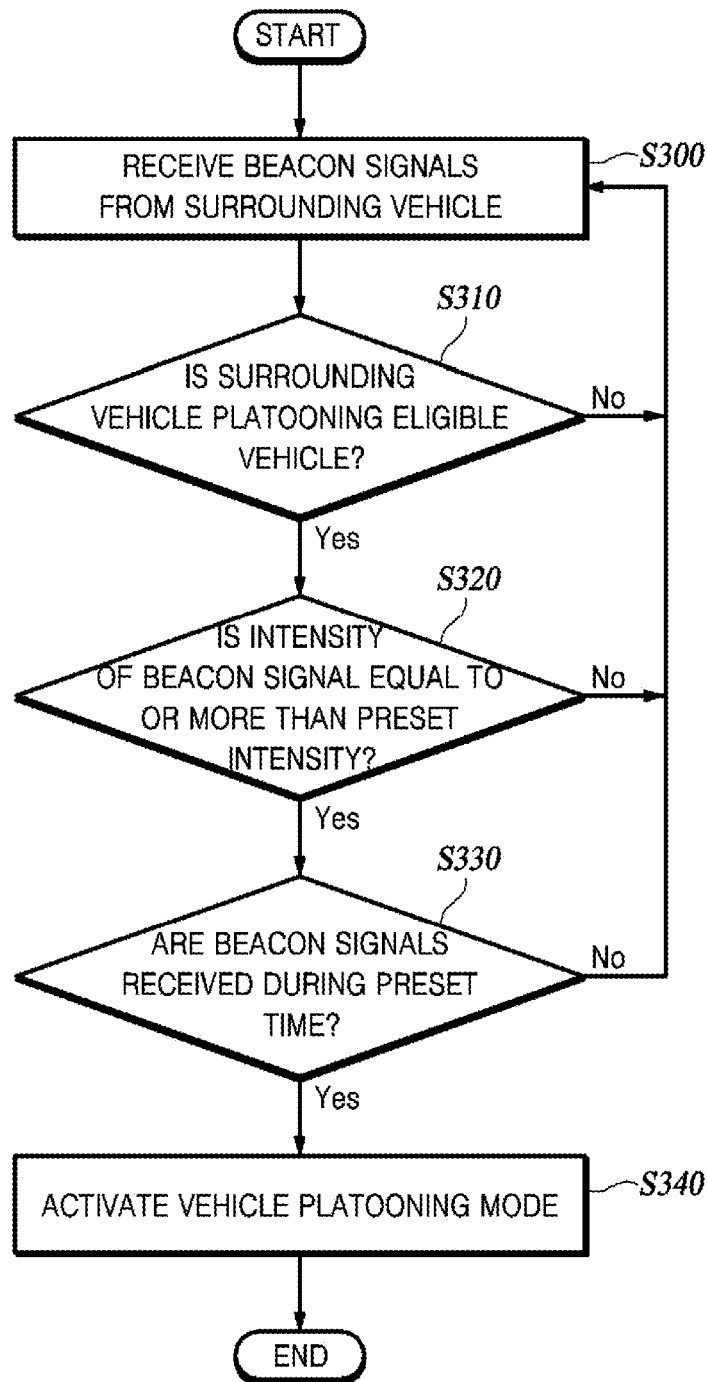 START
RECEIVE BEACON SIGNALS
FROM SURROUNDING VEHICLE
S300
S310
IS SURROUNDING
VEHICLE PLATOONING ELIGIBLE
VEHICLE?
No
Yes
S320
IS INTENSITY
OF BEACON SIGNAL EQUAL TO
OR MORE THAN PRESET
INTENSITY?
No
Yes
S330
ARE BEACON SIGNALS
RECEIVED DURING PRESET
TIME?
No
Yes
ACTIVATE VEHICLE PLATOONING MODE
S340
END